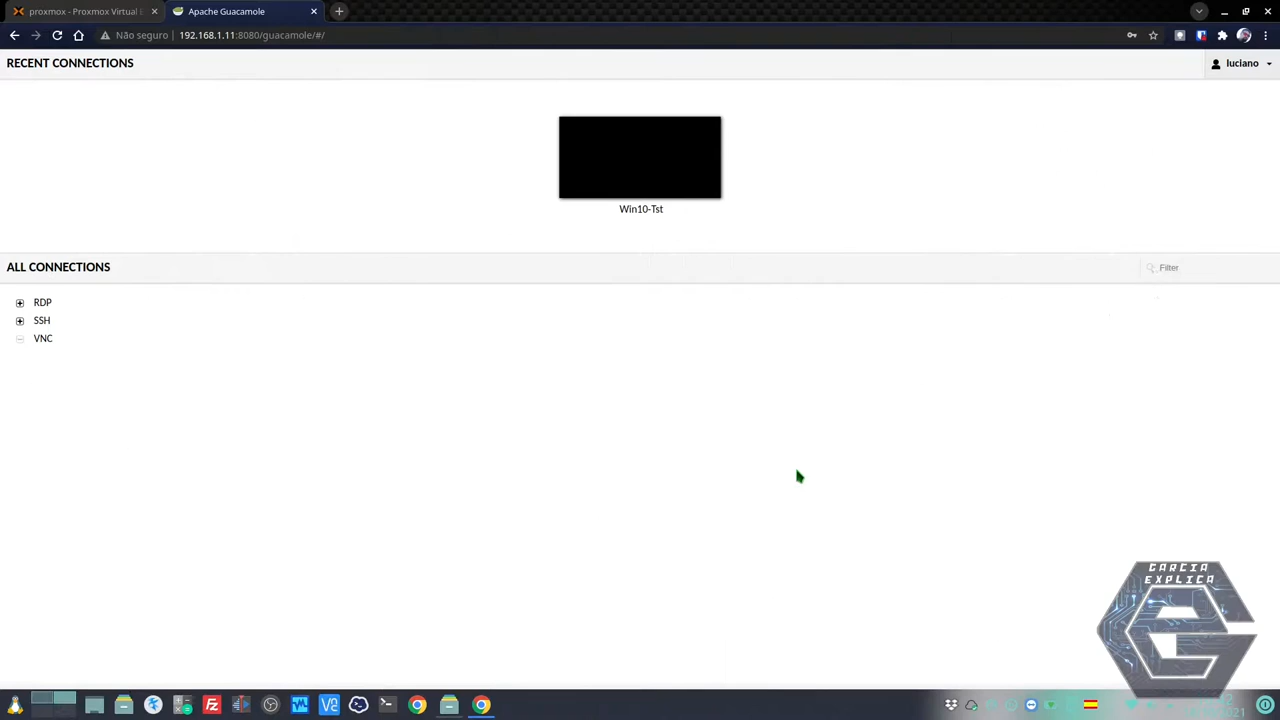 proxmox - Proxmox Virtual E
Apache Guacamole
Não seguro
192.168.1.11:8080/guacamole/#/
RECENT CONNECTIONS
luciano
Win10-Tst
ALL CONNECTIONS
Filter
RDP
SSH
VNC
GARCIA
EXPLICA